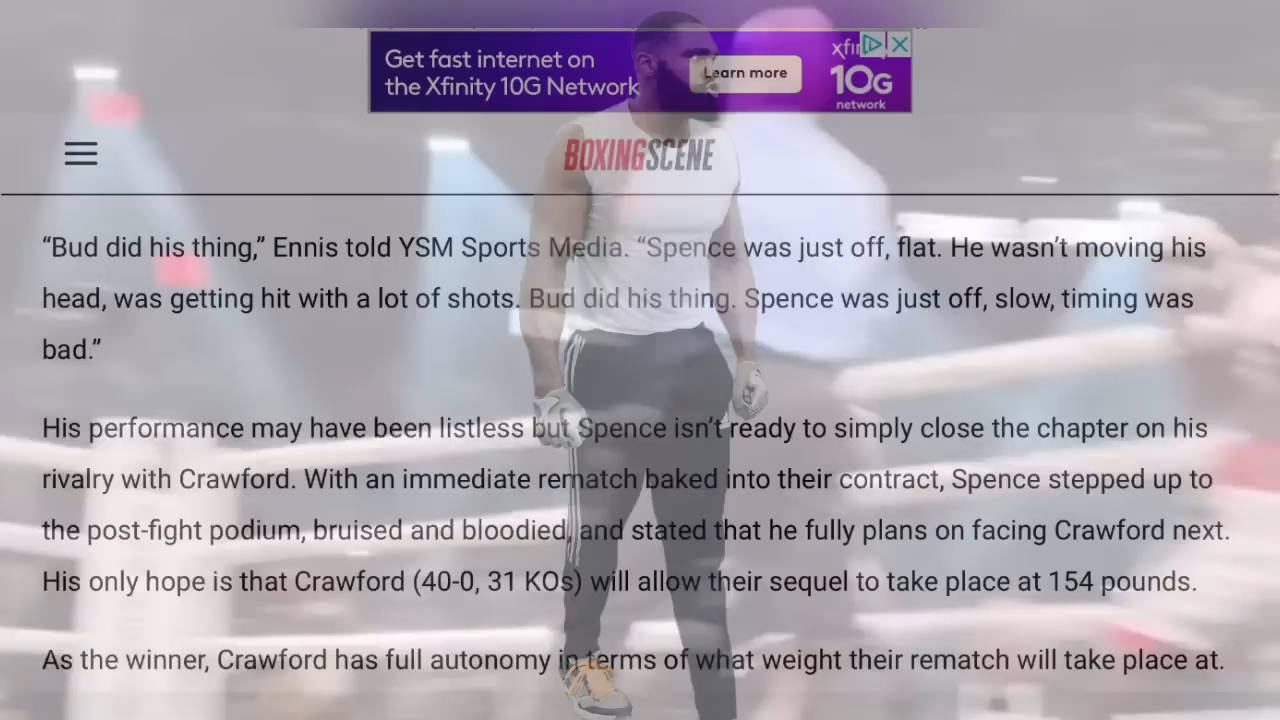 Get fast internet on
the Xfinity 10G Network
Learn more
10G
network
BOXINGSCENE
“Bud did his thing,” Ennis told YSM Sports Media. “Spence was just off, flat. He wasn’t moving his
head, was getting hit with a lot of shots. Bud did his thing. Spence was just off, slow, timing was
bad.”
His performance may have been listless but Spence isn’t ready to simply close the chapter on his
rivalry with Crawford. With an immediate rematch baked into their contract, Spence stepped up to
the post-fight podium, bruised and bloodied, and stated that he fully plans on facing Crawford next.
His only hope is that Crawford (40-0, 31 KOs) will allow their sequel to take place at 154 pounds.
As the winner, Crawford has full autonomy in terms of what weight their rematch will take place at.